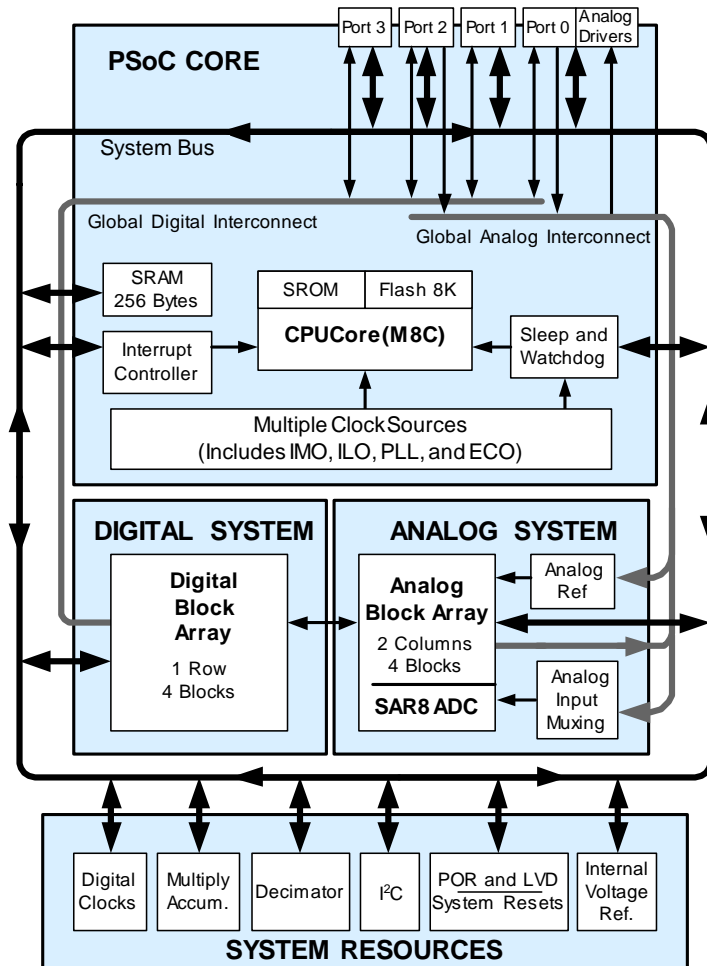 Port 3
Port 2
Port 1
Port 0
Analog
Drivers
PSoC CORE
System Bus
Global Digital Interconnect
Global Analog Interconnect
SRAM
256 Bytes
SROM
Flash 8K
CPUCore(M8C)
Interrupt
Controller
Sleep and
Watchdog
Multiple ClockSources
(Includes IMO, ILO, PLL, and ECO)
DIGITAL SYSTEM
ANALOG SYSTEM
Digital
Block
Array
1 Row
4 Blocks
Analog
Block Array
2 Columns
4 Blocks
SAR8 ADC
Analog
Ref
Analog
Input
Muxing
Digital
Clocks
Multiply
Accum.
Decimator
I²C
POR and LVD
System Resets
Internal
Voltage
Ref.
SYSTEM RESOURCES